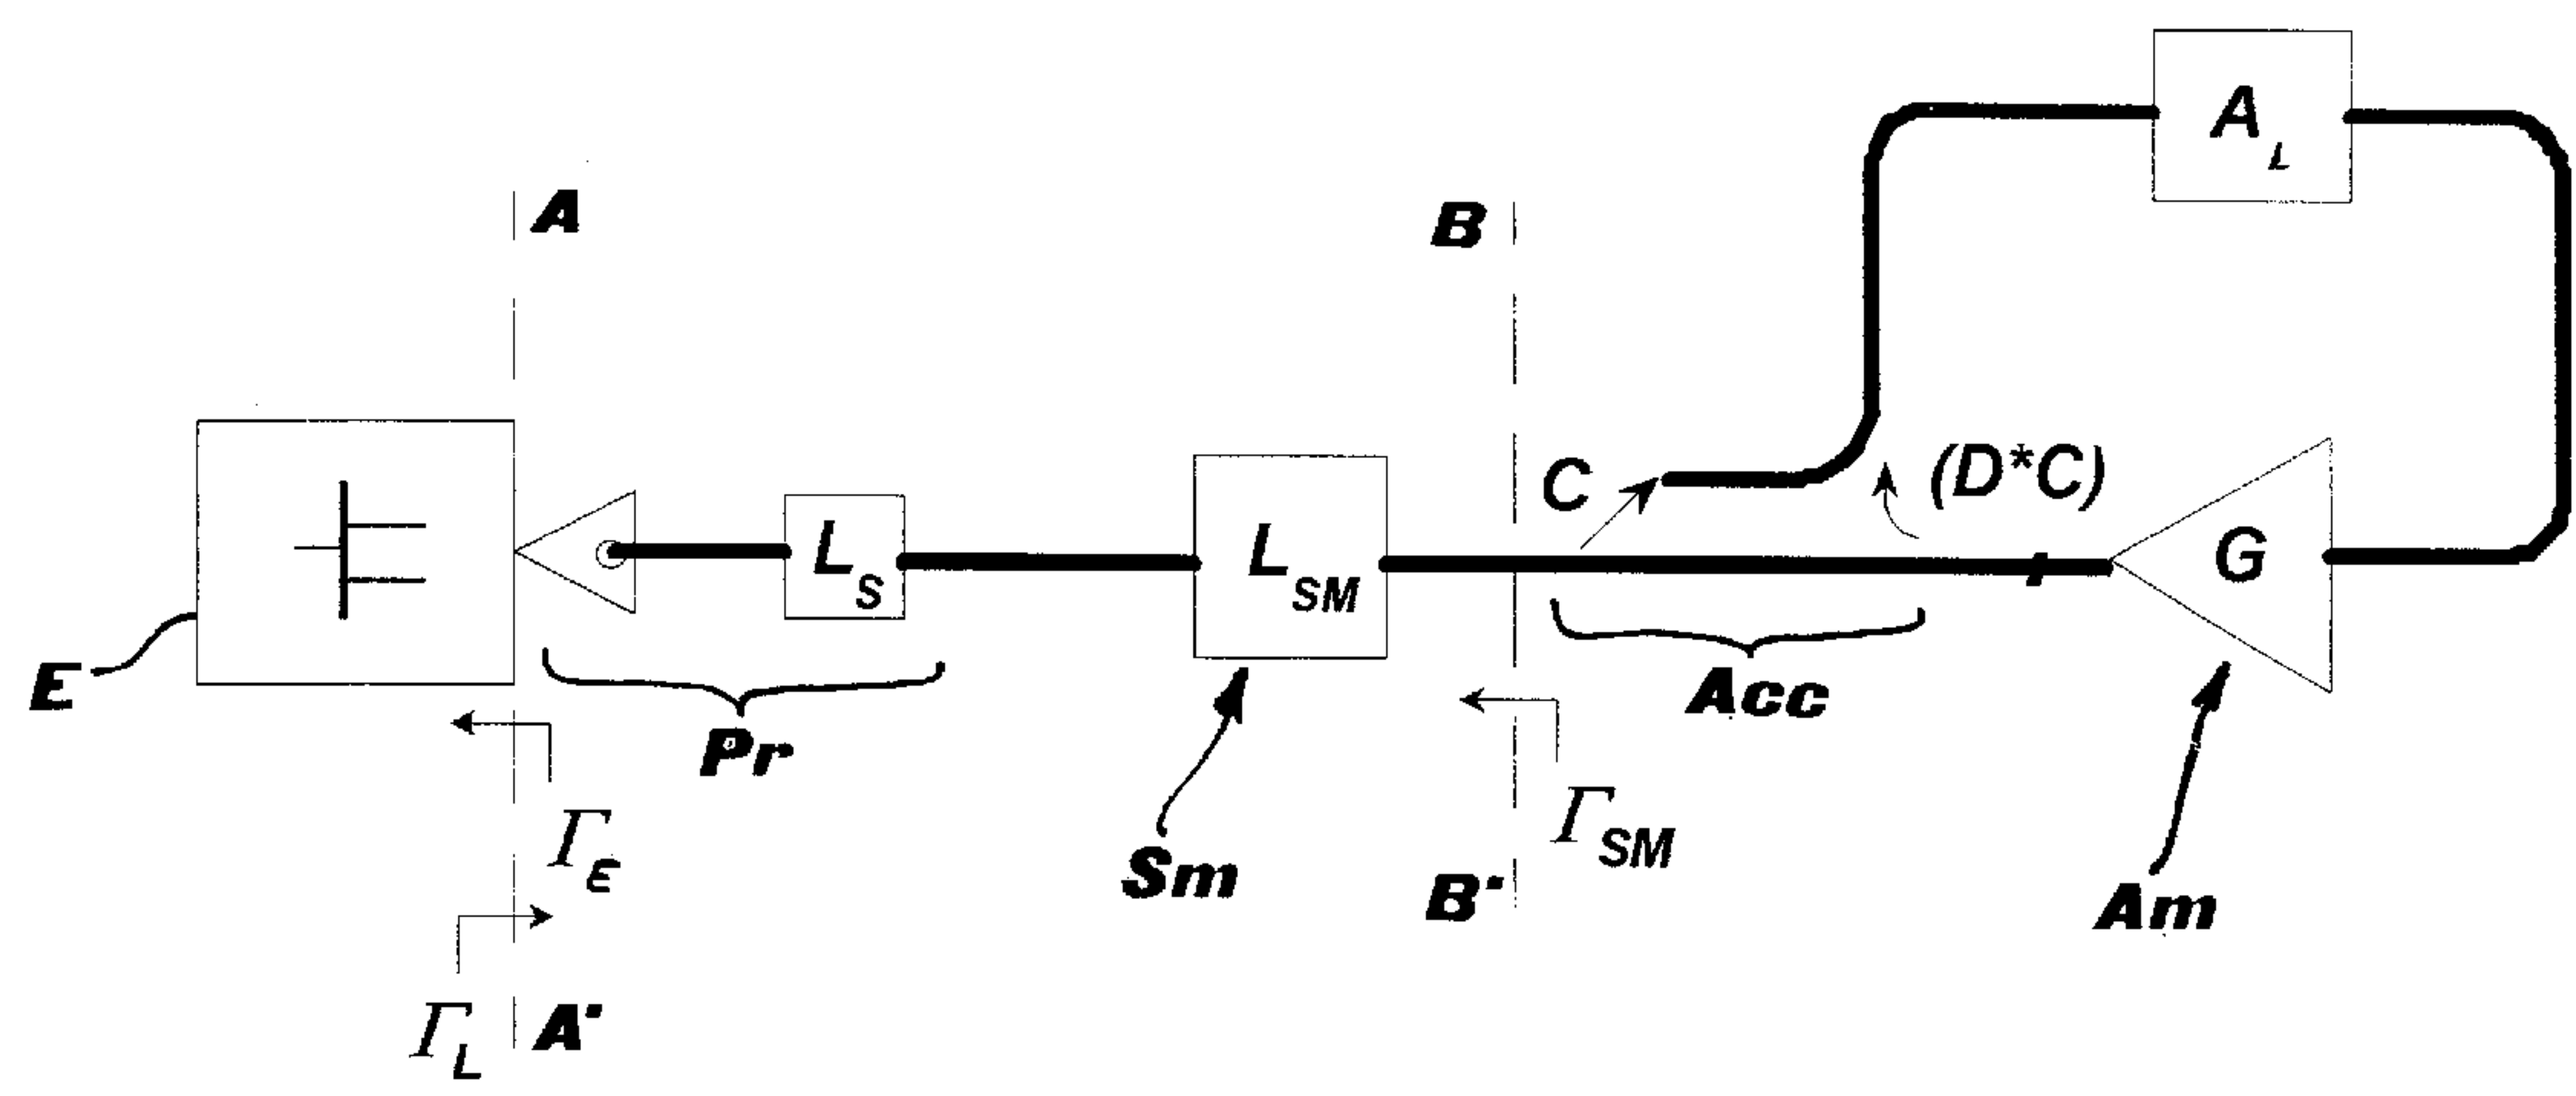 A_L
A
B
C
(D*C)
L_S
L_SM
G
E
Pr
Acc
Γ_E
Γ_SM
Sm
B'
Am
Γ_L
A'